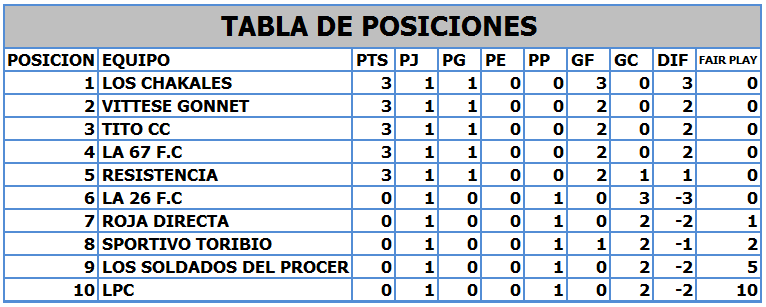 TABLA DE POSICIONES
POSICION EQUIPO PTS PJ PG PE PP GF GC DIF FAIR PLAY
1 LOS CHAKALES 3 1 1 0 0 3 0 3 0
2 VITTESE GONNET 3 1 1 0 0 2 0 2 0
3 TITO CC 3 1 1 0 0 2 0 2 0
4 LA 67 F.C 3 1 1 0 0 2 0 2 0
5 RESISTENCIA 3 1 1 0 0 2 1 1 0
6 LA 26 F.C 0 1 0 0 1 0 3 -3 0
7 ROJA DIRECTA 0 1 0 0 1 0 2 -2 1
8 SPORTIVO TORIBIO 0 1 0 0 1 1 2 -1 2
9 LOS SOLDADOS DEL PROCER 0 1 0 0 1 0 2 -2 5
10 LPC 0 1 0 0 1 0 2 -2 10